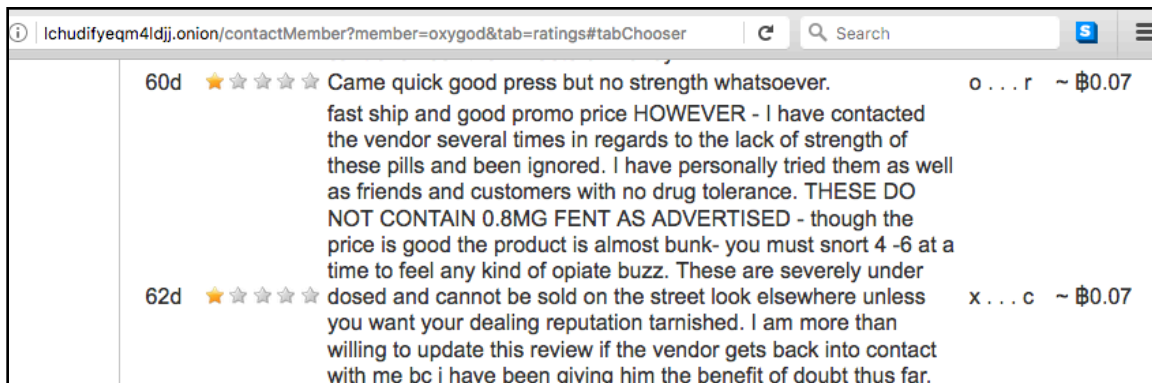 lchudifyeqm4ldjj.onion/contactMember?member=oxygod&tab=ratings#tabChooser Search S
60d Came quick good press but no strength whatsoever. o . . . r ~ ฿0.07
fast ship and good promo price HOWEVER - I have contacted
the vendor several times in regards to the lack of strength of
these pills and been ignored. I have personally tried them as well
as friends and customers with no drug tolerance. THESE DO
NOT CONTAIN 0.8MG FENT AS ADVERTISED - though the
price is good the product is almost bunk- you must snort 4 -6 at a
time to feel any kind of opiate buzz. These are severely under
62d dosed and cannot be sold on the street look elsewhere unless x . . . c ~ ฿0.07
you want your dealing reputation tarnished. I am more than
willing to update this review if the vendor gets back into contact
with me bc i have been giving him the benefit of doubt thus far.